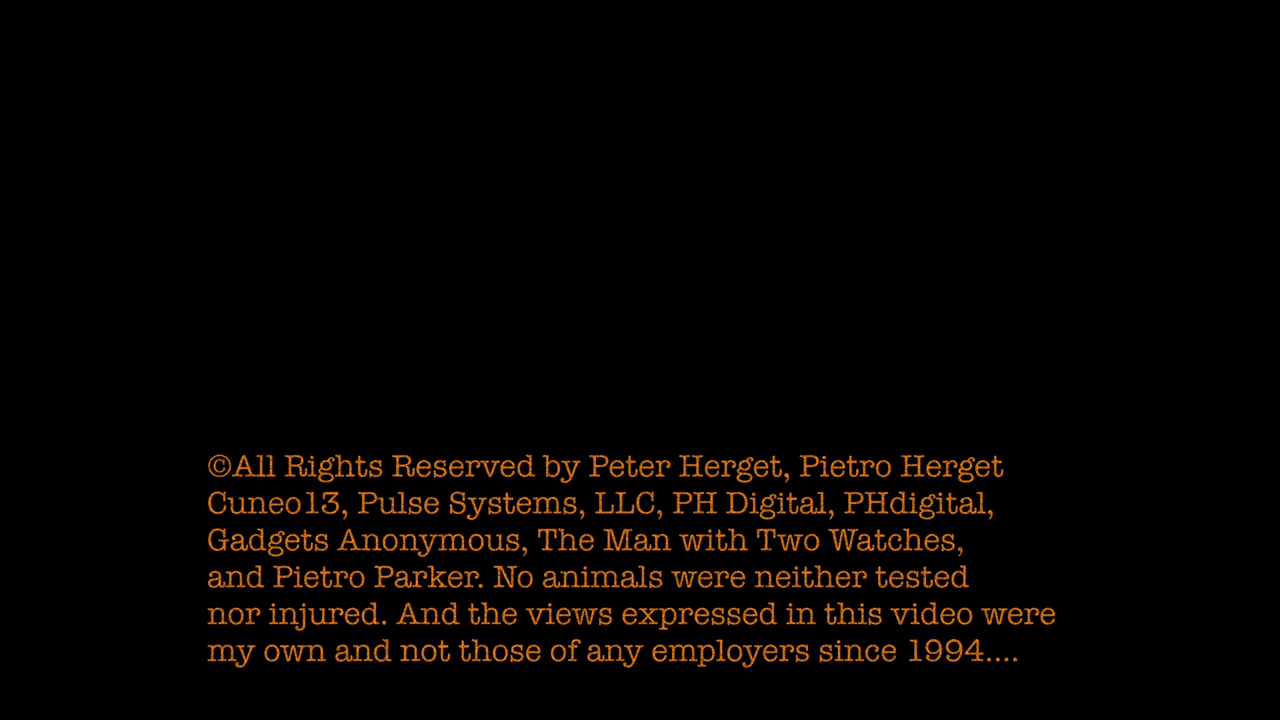 ©All Rights Reserved by Peter Herget, Pietro Herget
Cuneo13, Pulse Systems, LLC, PH Digital, PHdigital,
Gadgets Anonymous, The Man with Two Watches,
and Pietro Parker. No animals were neither tested
nor injured. And the views expressed in this video were
my own and not those of any employers since 1994....